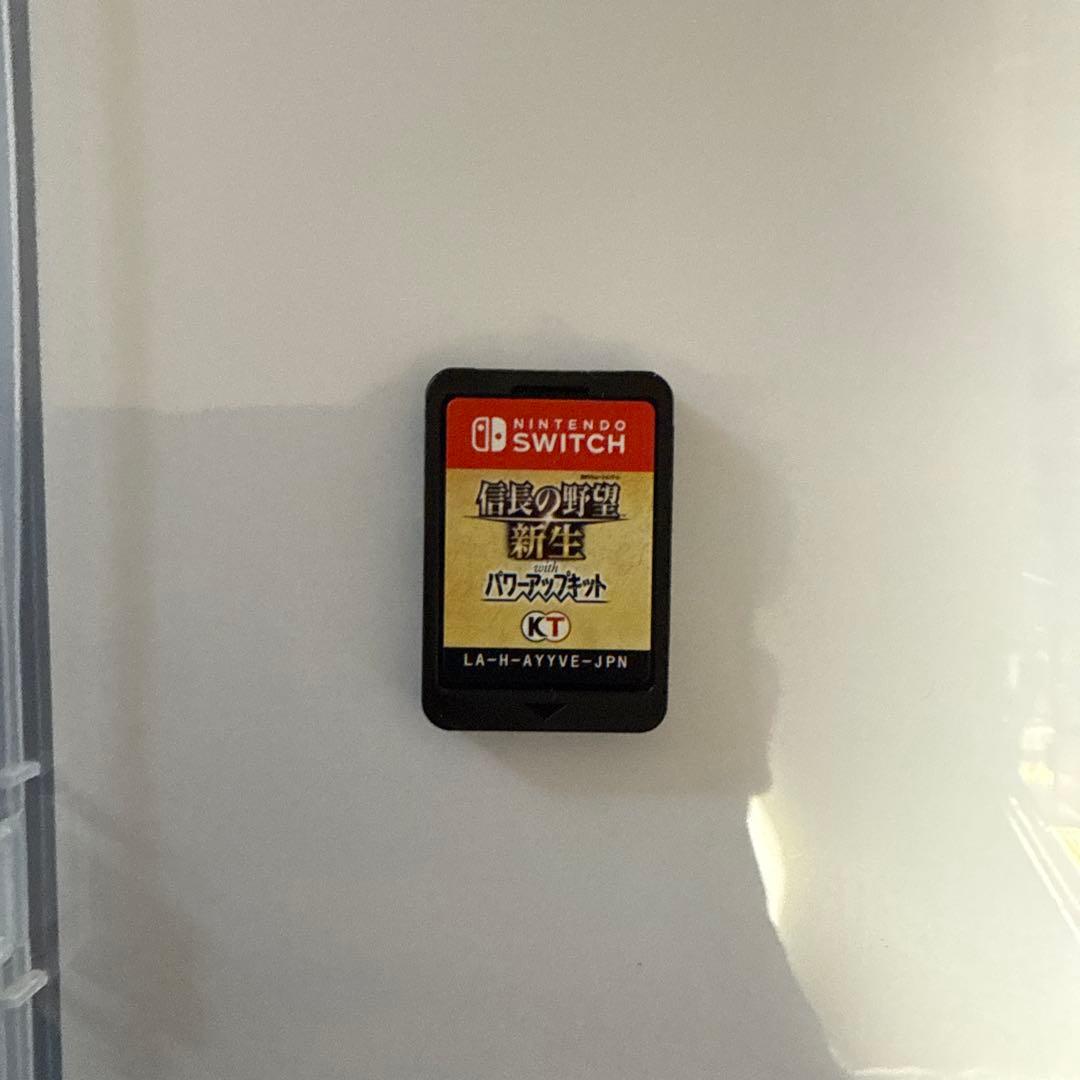 NINTENDO
SWITCH
信長の野望
新生
with
パワーアップキット
KT
LA-H-AYYVE-JPN